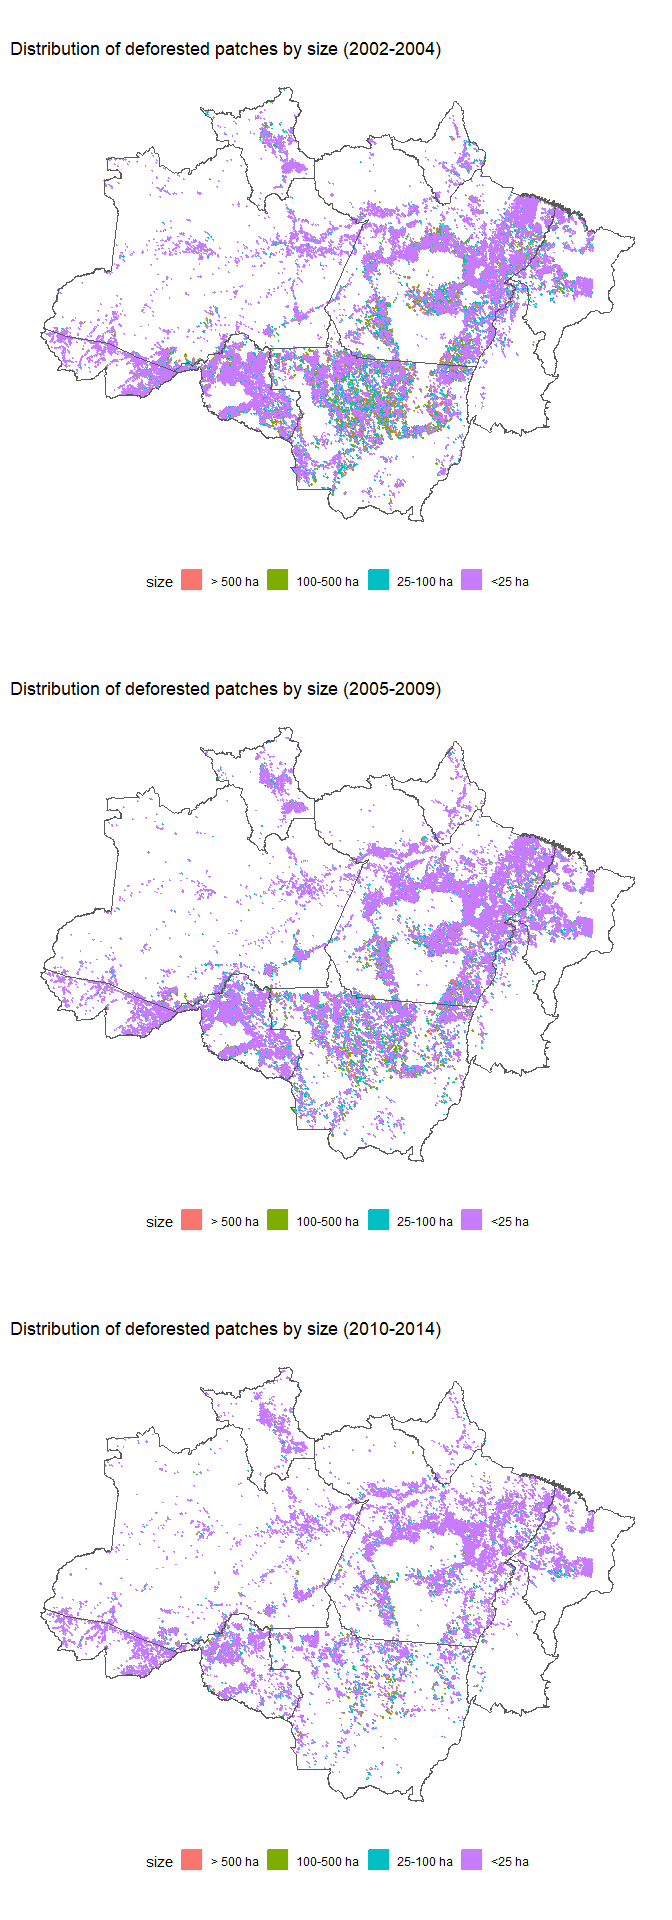 Distribution of deforested patches by size (2002-2004)
size > 500 ha 100-500 ha 25-100 ha <25 ha
Distribution of deforested patches by size (2005-2009)
size > 500 ha 100-500 ha 25-100 ha <25 ha
Distribution of deforested patches by size (2010-2014)
size > 500 ha 100-500 ha 25-100 ha <25 ha